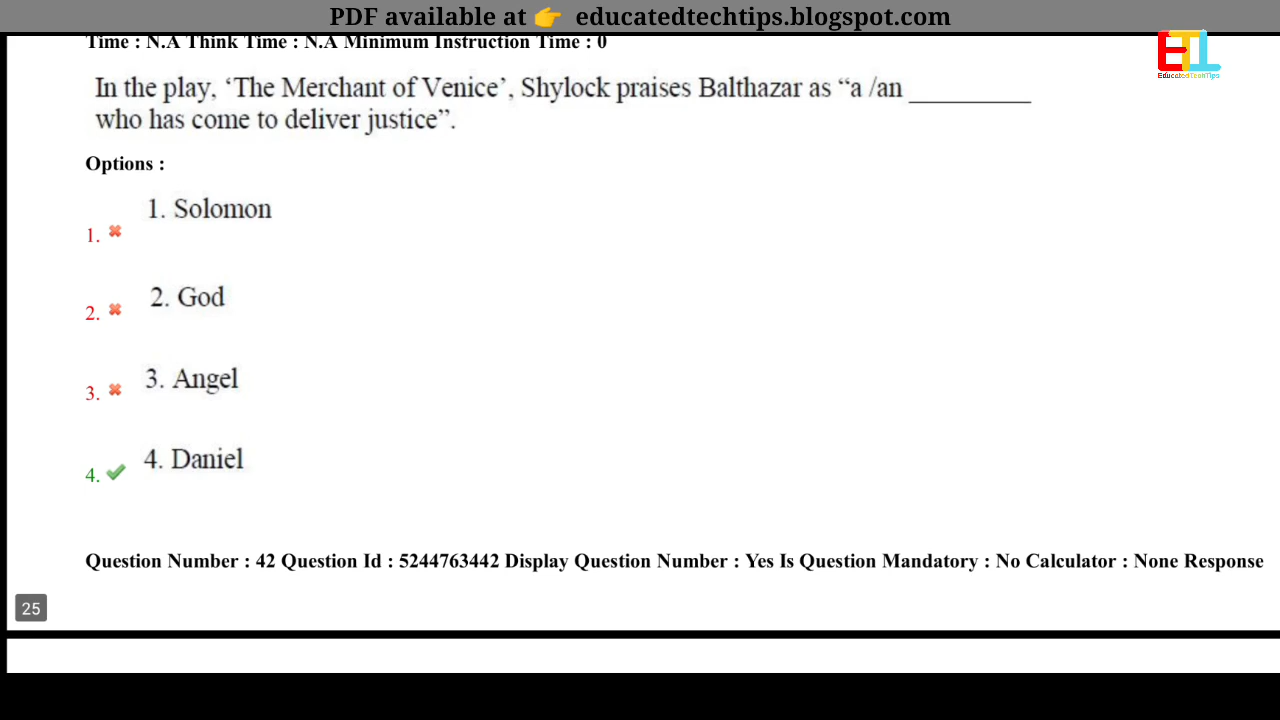 PDF available at 👉 educatedtechtips.blogspot.com
Time : N.A Think Time : N.A Minimum Instruction Time : 0
ETL
EducatedTechTips
In the play, ‘The Merchant of Venice’, Shylock praises Balthazar as “a /an _________
who has come to deliver justice”.
Options :
1. Solomon
1. ✖
2. God
2. ✖
3. Angel
3. ✖
4. Daniel
4. ✔
Question Number : 42 Question Id : 5244763442 Display Question Number : Yes Is Question Mandatory : No Calculator : None Response
25